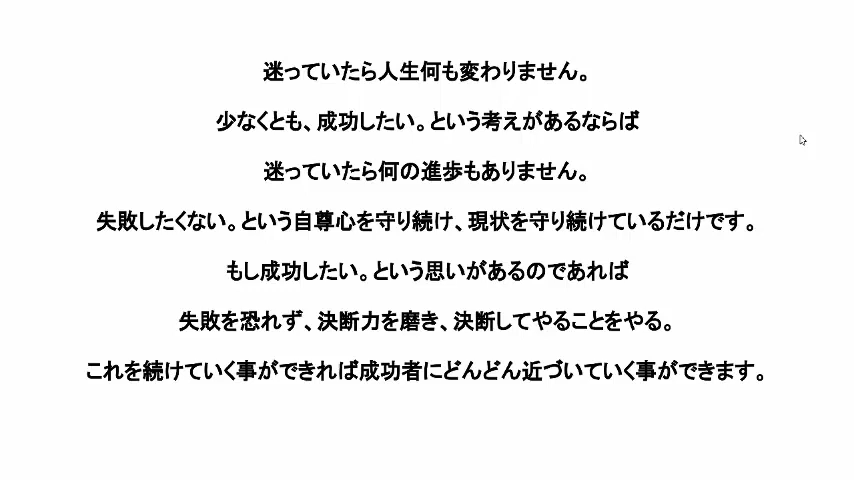 迷っていたら人生何も変わりません。
少なくとも、成功したい。という考えがあるならば
迷っていたら何の進歩もありません。
失敗したくない。という自尊心を守り続け、現状を守り続けているだけです。
もし成功したい。という思いがあるのであれば
失敗を恐れず、決断力を磨き、決断してやることをやる。
これを続けていく事ができれば成功者にどんどん近づいていく事ができます。